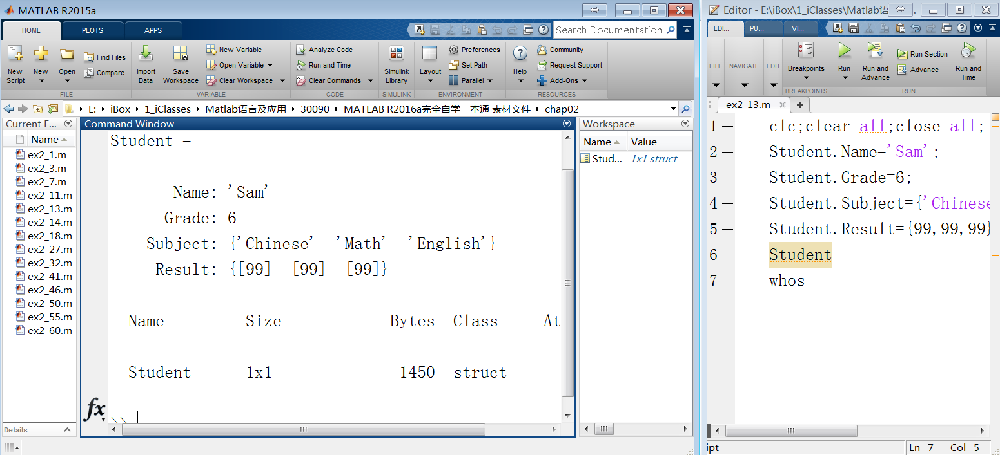 MATLAB R2015a
HOME PLOTS APPS
Search Documentation
New Script New Open Find Files Compare
Import Data Save Workspace New Variable Open Variable Clear Workspace
Analyze Code Run and Time Clear Commands
Simulink Library Layout Preferences Set Path Parallel
Help Community Request Support Add-Ons
FILE VARIABLE CODE SIMULINK ENVIRONMENT RESOURCES
E: iBox 1_iClasses Matlab语言及应用 30090 MATLAB R2016a完全自学一本通 素材文件 chap02
Current F...
Name
ex2_1.m
ex2_3.m
ex2_7.m
ex2_11.m
ex2_13.m
ex2_14.m
ex2_18.m
ex2_27.m
ex2_32.m
ex2_41.m
ex2_46.m
ex2_50.m
ex2_55.m
ex2_60.m
Details
Command Window
Student =
Name: 'Sam'
Grade: 6
Subject: {'Chinese' 'Math' 'English'}
Result: {[99] [99] [99]}
Name Size Bytes Class At
Student 1x1 1450 struct
fx
Workspace
Name Value
Stud... 1x1 struct
Editor - E:\iBox\1_iClasses\Matlab语
EDI... PU... VI...
FILE NAVIGATE EDIT Breakpoints Run Run and Advance Run Section Advance Run and Time
BREAKPOINTS RUN
ex2_13.m
1 clc;clear all;close all;
2 Student.Name='Sam';
3 Student.Grade=6;
4 Student.Subject={'Chinese
5 Student.Result={99,99,99}
6 Student
7 whos
ipt Ln 7 Col 5